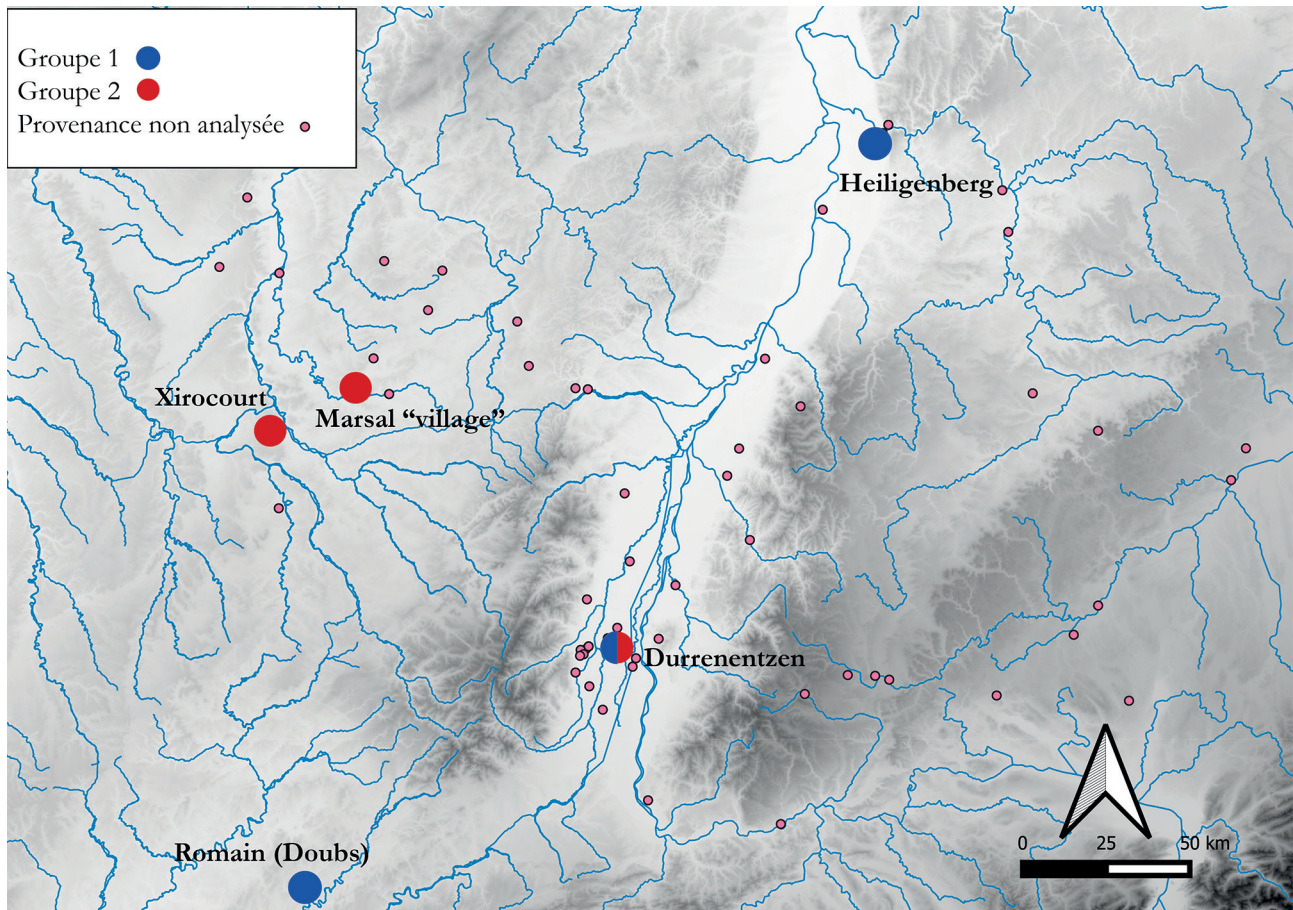 Groupe 1
Groupe 2
Provenance non analysée
Heiligenberg
Xirocourt
Marsal “village”
Durrenentzen
Romain (Doubs)
0 25 50 km